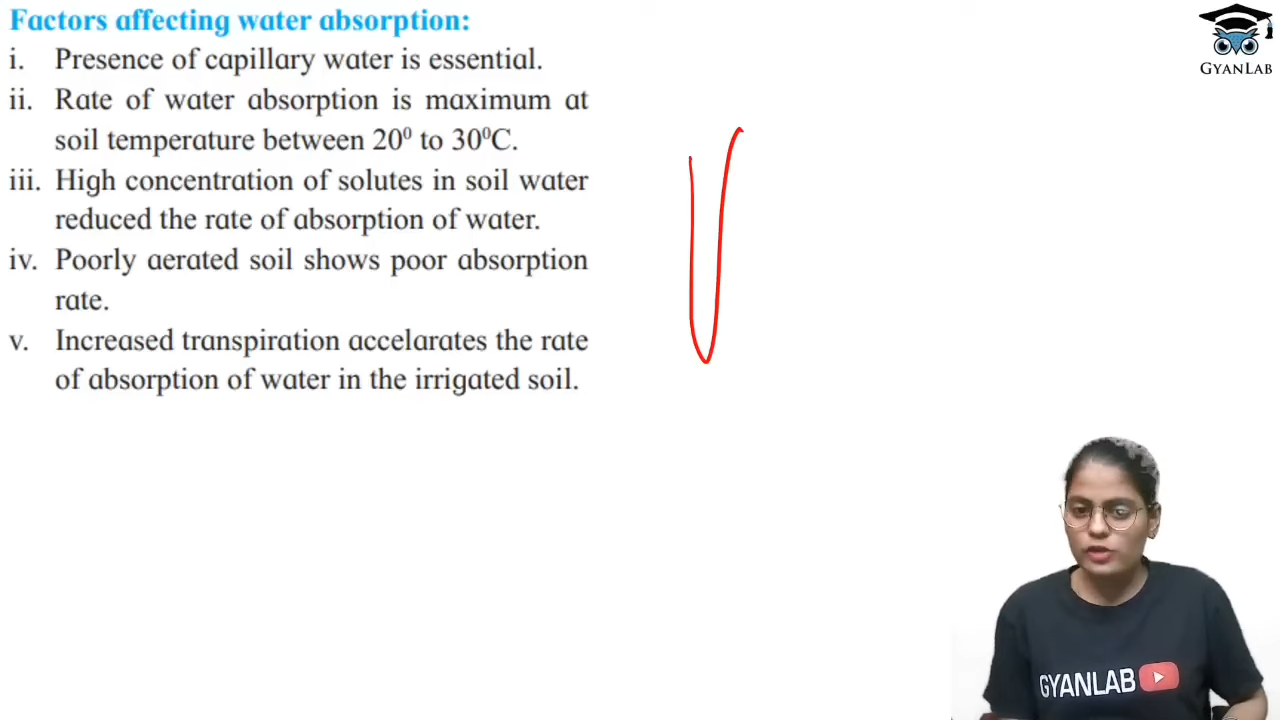 Factors affecting water absorption:
i. Presence of capillary water is essential.
ii. Rate of water absorption is maximum at
soil temperature between 20⁰ to 30⁰C.
iii. High concentration of solutes in soil water
reduced the rate of absorption of water.
iv. Poorly aerated soil shows poor absorption
rate.
v. Increased transpiration accelarates the rate
of absorption of water in the irrigated soil.
GYANLAB
GYANLAB